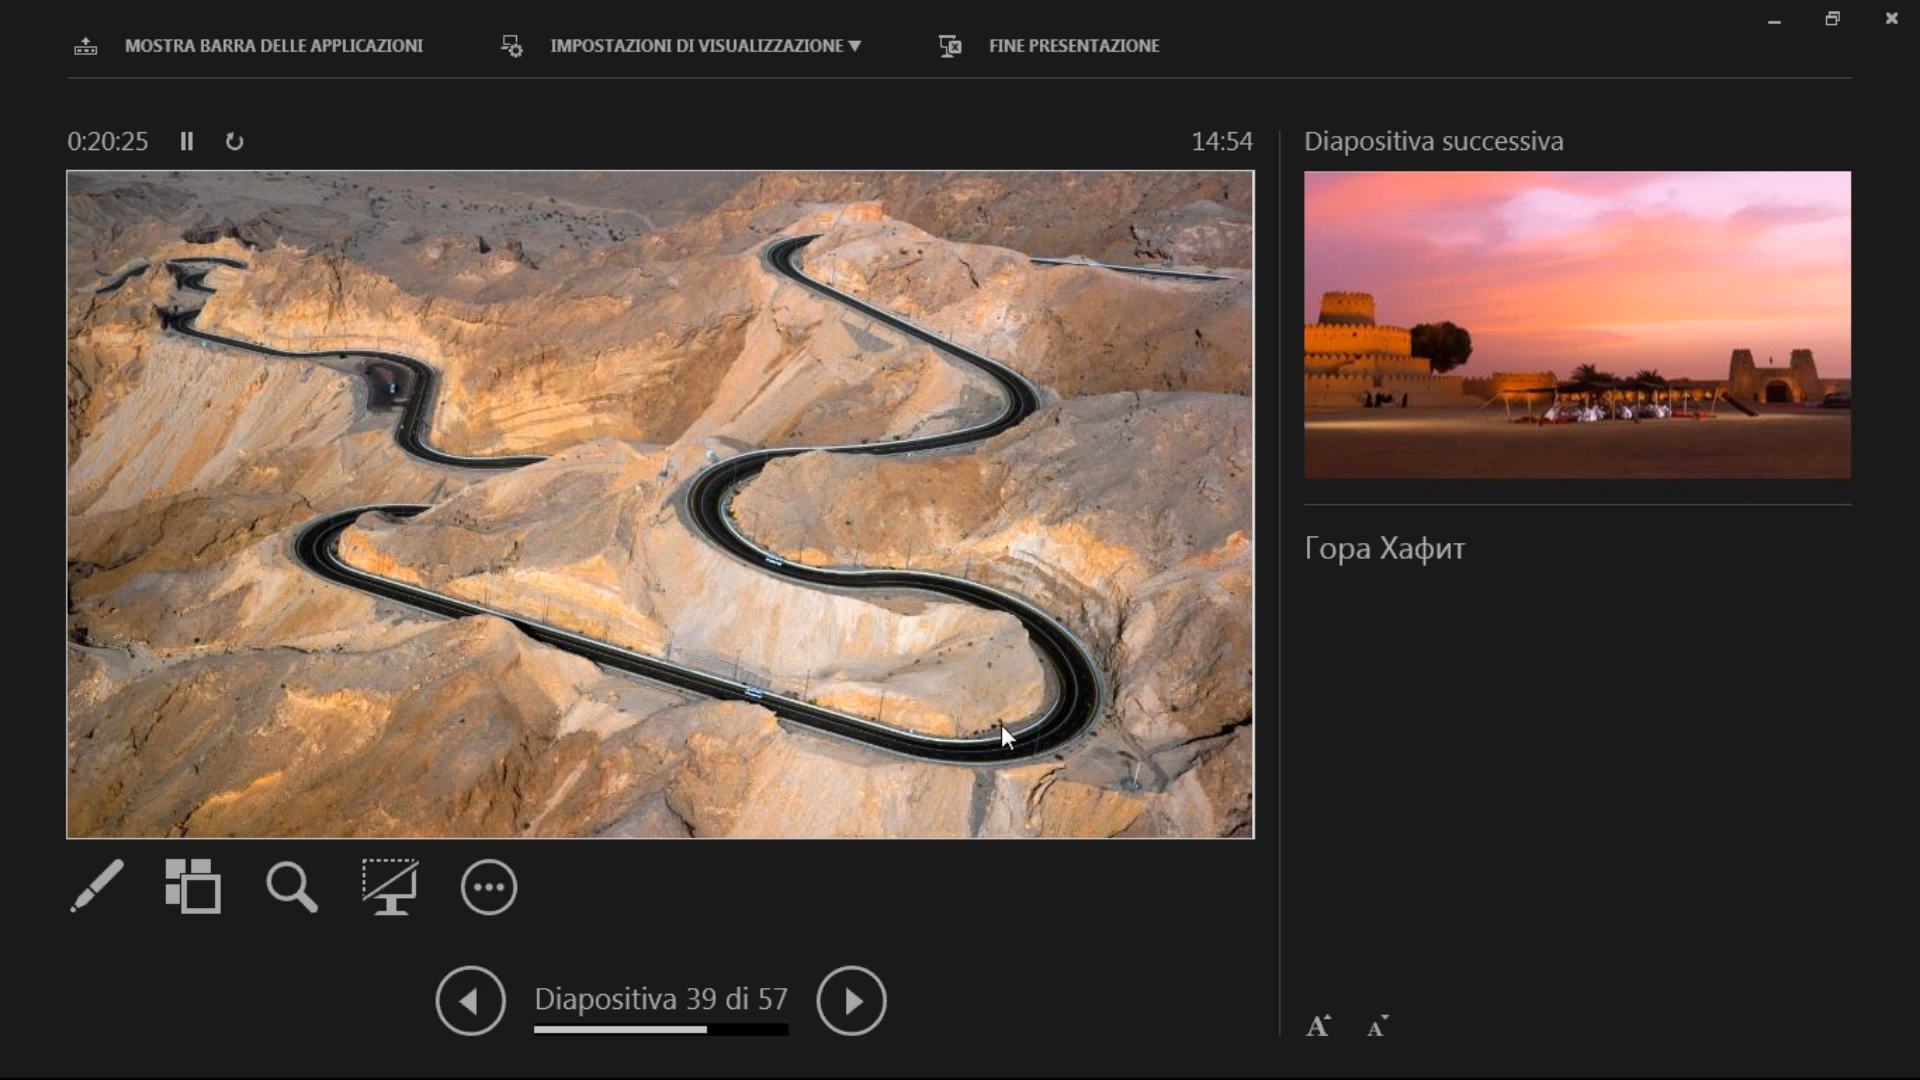 MOSTRA BARRA DELLE APPLICAZIONI
IMPOSTAZIONI DI VISUALIZZAZIONE ▼
FINE PRESENTAZIONE
0:20:25
14:54
Diapositiva successiva
Гора Хафит
Diapositiva 39 di 57
A
A